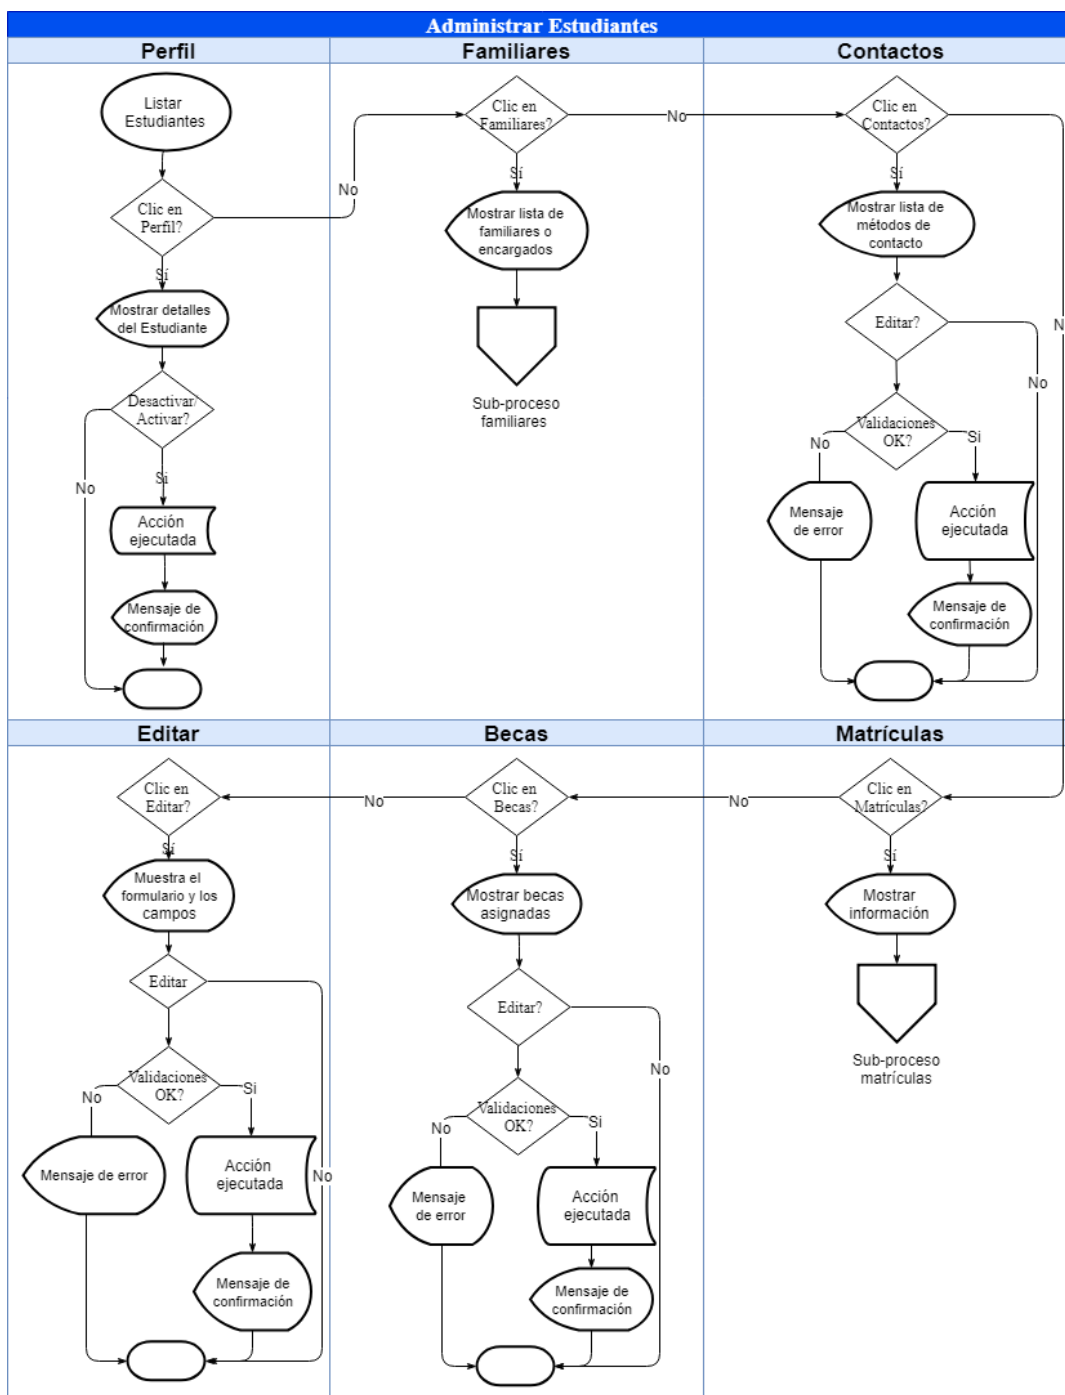 Administrar Estudiantes
Perfil
Familiares
Contactos
Listar
Estudiantes
Clic en
Perfil?
No
Sí
Mostrar detalles
del Estudiante
Desactivar/
Activar?
No
Si
Acción
ejecutada
Mensaje de
confirmación
Clic en
Familiares?
No
Sí
Mostrar lista de
familiares o
encargados
Sub-proceso
familiares
Clic en
Contactos?
Sí
Mostrar lista de
métodos de
contacto
Editar?
No
Validaciones
OK?
No
Si
Mensaje
de error
Acción
ejecutada
Mensaje de
confirmación
Editar
Becas
Matrículas
Clic en
Editar?
Sí
Muestra el
formulario y los
campos
Editar
Validaciones
OK?
No
Si
Mensaje de error
Acción
ejecutada
No
Mensaje de
confirmación
No
Clic en
Becas?
Sí
Mostrar becas
asignadas
Editar?
No
Validaciones
OK?
No
Si
Mensaje
de error
Acción
ejecutada
Mensaje de
confirmación
No
Clic en
Matrículas?
Sí
Mostrar
información
Sub-proceso
matrículas